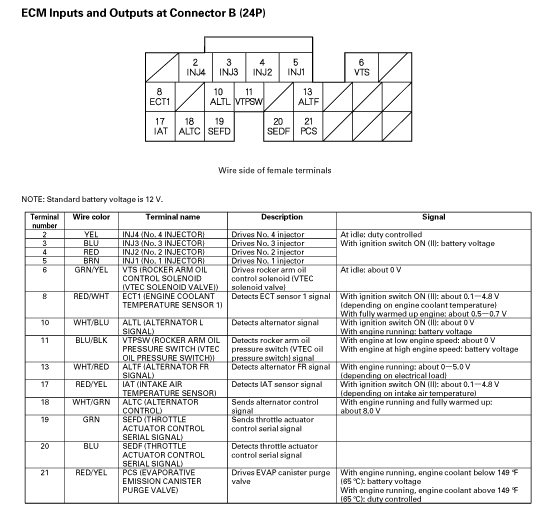 ECM Inputs and Outputs at Connector B (24P)
2 3 4 5 6
INJ4 INJ3 INJ2 INJ1 VTS
8 10 11 13
ECT1 ALTL VTPSW ALTF
17 18 19 20 21
IAT ALTC SEFD SEDF PCS
Wire side of female terminals
NOTE: Standard battery voltage is 12 V.
Terminal number Wire color Terminal name Description Signal
2 YEL INJ4 (No. 4 INJECTOR) Drives No. 4 injector At idle: duty controlled
3 BLU INJ3 (No. 3 INJECTOR) Drives No. 3 injector With ignition switch ON (II): battery voltage
4 RED INJ2 (No. 2 INJECTOR) Drives No. 2 injector
5 BRN INJ1 (No. 1 INJECTOR) Drives No. 1 injector
6 GRN/YEL VTS (ROCKER ARM OIL Drives rocker arm oil At idle: about 0 V
CONTROL SOLENOID control solenoid (VTEC
(VTEC SOLENOID VALVE)) solenoid valve)
8 RED/WHT ECT1 (ENGINE COOLANT Detects ECT sensor 1 signal With ignition switch ON (II): about 0.1—4.8 V
TEMPERATURE SENSOR 1) (depending on engine coolant temperature)
With fully warmed up engine: about 0.5—0.7 V
10 WHT/BLU ALTL (ALTERNATOR L Detects alternator signal With ignition switch ON (II): about 0 V
SIGNAL) With engine running: battery voltage
11 BLU/BLK VTPSW (ROCKER ARM OIL Detects rocker arm oil With engine at low engine speed: about 0 V
PRESSURE SWITCH (VTEC pressure switch (VTEC oil With engine at high engine speed: battery voltage
OIL PRESSURE SWITCH)) pressure switch) signal
13 WHT/RED ALTF (ALTERNATOR FR Detects alternator FR signal With engine running: about 0—5.0 V
SIGNAL) (depending on electrical load)
17 RED/YEL IAT (INTAKE AIR Detects IAT sensor signal With ignition switch ON (II): about 0.1—4.8 V
TEMPERATURE SENSOR) (depending on intake air temperature)
18 WHT/GRN ALTC (ALTERNATOR Sends alternator control With engine running and fully warmed up:
CONTROL) signal about 8.0 V
19 GRN SEFD (THROTTLE Sends throttle actuator
ACTUATOR CONTROL control serial signal
SERIAL SIGNAL)
20 BLU SEDF (THROTTLE Detects throttle actuator
ACTUATOR CONTROL control serial signal
SERIAL SIGNAL)
21 RED/YEL PCS (EVAPORATIVE Drives EVAP canister purge With engine running, engine coolant below 149 °F
EMISSION CANISTER valve (65 °C): battery voltage
PURGE VALVE) With engine running, engine coolant above 149 °F
(65 °C): duty controlled